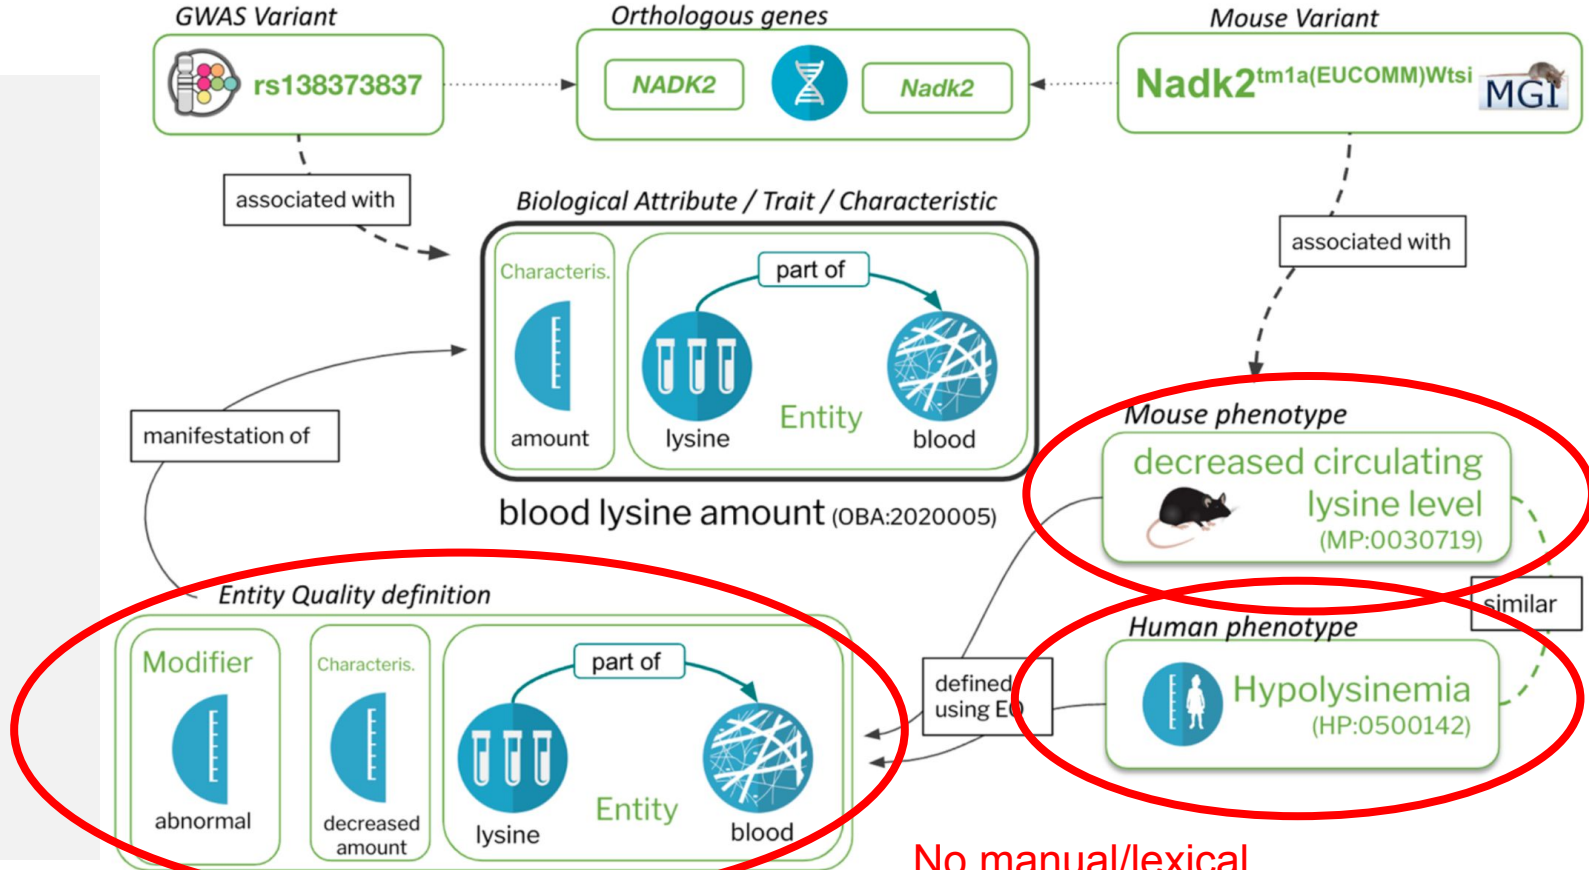 GWAS Variant
rs138373837
Orthologous genes
NADK2
Nadk2
Mouse Variant
Nadk2tm1a(EUCOMM)Wtsi
MGI
associated with
associated with
Biological Attribute / Trait / Characteristic
Characteris.
amount
part of
lysine
Entity
blood
blood lysine amount (OBA:2020005)
manifestation of
Mouse phenotype
decreased circulating
lysine level
(MP:0030719)
similar
Human phenotype
Hypolysinemia
(HP:0500142)
defined
using EQ
Entity Quality definition
Modifier
abnormal
Characteris.
decreased
amount
part of
lysine
Entity
blood
No manual/lexical